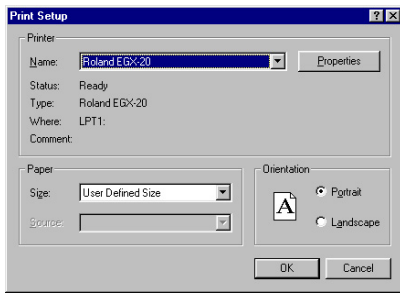 Print Setup
Printer
Name: Roland EGX-20 Properties
Status: Ready
Type: Roland EGX-20
Where: LPT1:
Comment:
Paper
Size: User Defined Size
Source:
Orientation
A
Portrait
Landscape
OK Cancel